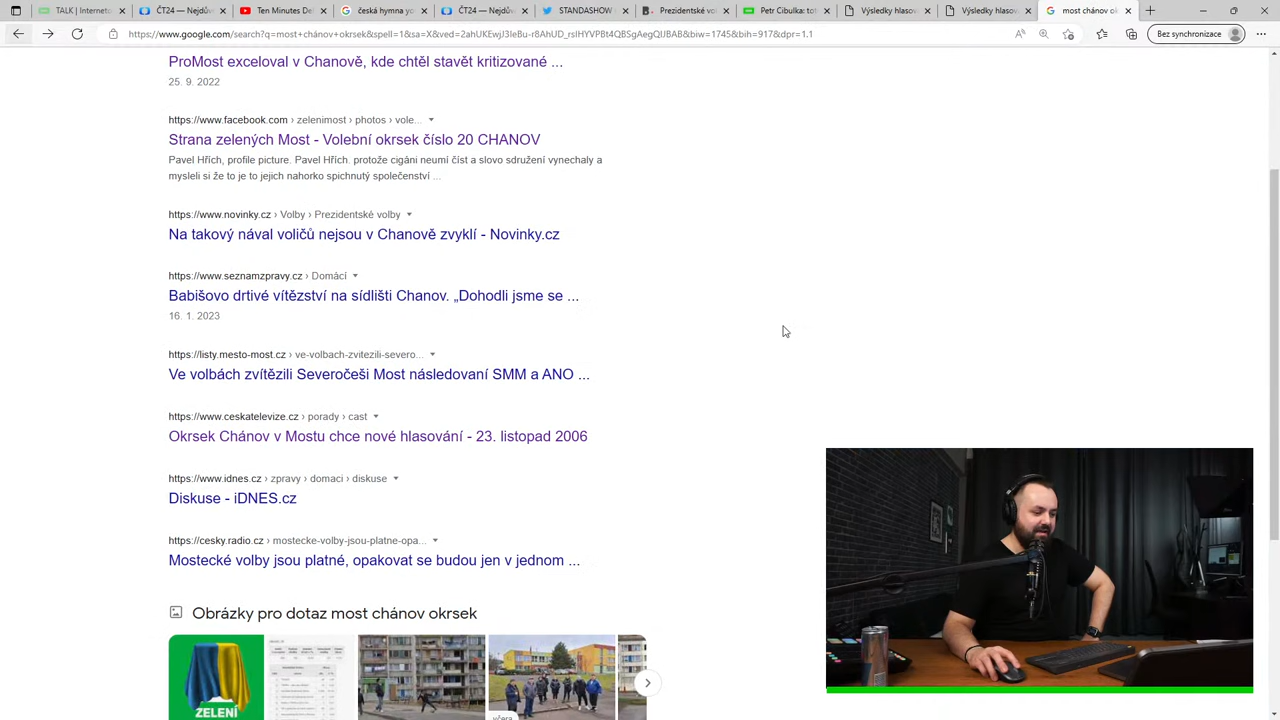 TALK | L
ČT24 — Nejdův
Ten Minutes Del
česká hymna vc
ČT24 — Nejdův
STANDASHOW
Prezidentské vo
Petr Cibulka: to
Výsledky hlasov
Výsledky hlasov
most chánov ok
https://www.google.com/search?q=most+chánov+okrsek&spell=1&sa=X&ved=2ahUKEwjJ3leBu-r8AhUD_rsIHYVPBt4QBSgAegQIJBAB&biw=1745&bih=917&dpr=1.1
Bez synchronizace
ProMost exceloval v Chanově, kde chtěl stavět kritizované ...
25. 9. 2022
https://www.facebook.com › zelenimost › photos › vole...
Strana zelených Most - Volební okrsek číslo 20 CHANOV
Pavel Hřích, profile picture. Pavel Hřích. protože cigáni neumí číst a slovo sdružení vynechaly a
mysleli si že to je to jejich nahorko spichnutý společenství ...
https://www.novinky.cz › Volby › Prezidentské volby
Na takový nával voličů nejsou v Chanově zvyklí - Novinky.cz
https://www.seznamzpravy.cz › Domácí
Babišovo drtivé vítězství na sídlišti Chanov. „Dohodli jsme se ...
16. 1. 2023
https://listy.mesto-most.cz › ve-volbach-zvitezili-severo...
Ve volbách zvítězili Severočeši Most následovaní SMM a ANO ...
https://www.ceskatelevize.cz › porady › cast
Okrsek Chánov v Mostu chce nové hlasování - 23. listopad 2006
https://www.idnes.cz › zpravy › domaci › diskuse
Diskuse - iDNES.cz
https://cesky.radio.cz › mostecke-volby-jsou-platne-opa...
Mostecké volby jsou platné, opakovat se budou jen v jednom ...
Obrázky pro dotaz most chánov okrsek
ZELENÍ
včera